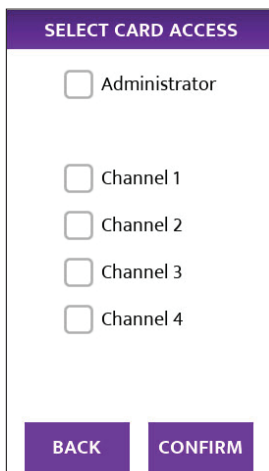 SELECT CARD ACCESS
Administrator
Channel 1
Channel 2
Channel 3
Channel 4
BACK CONFIRM